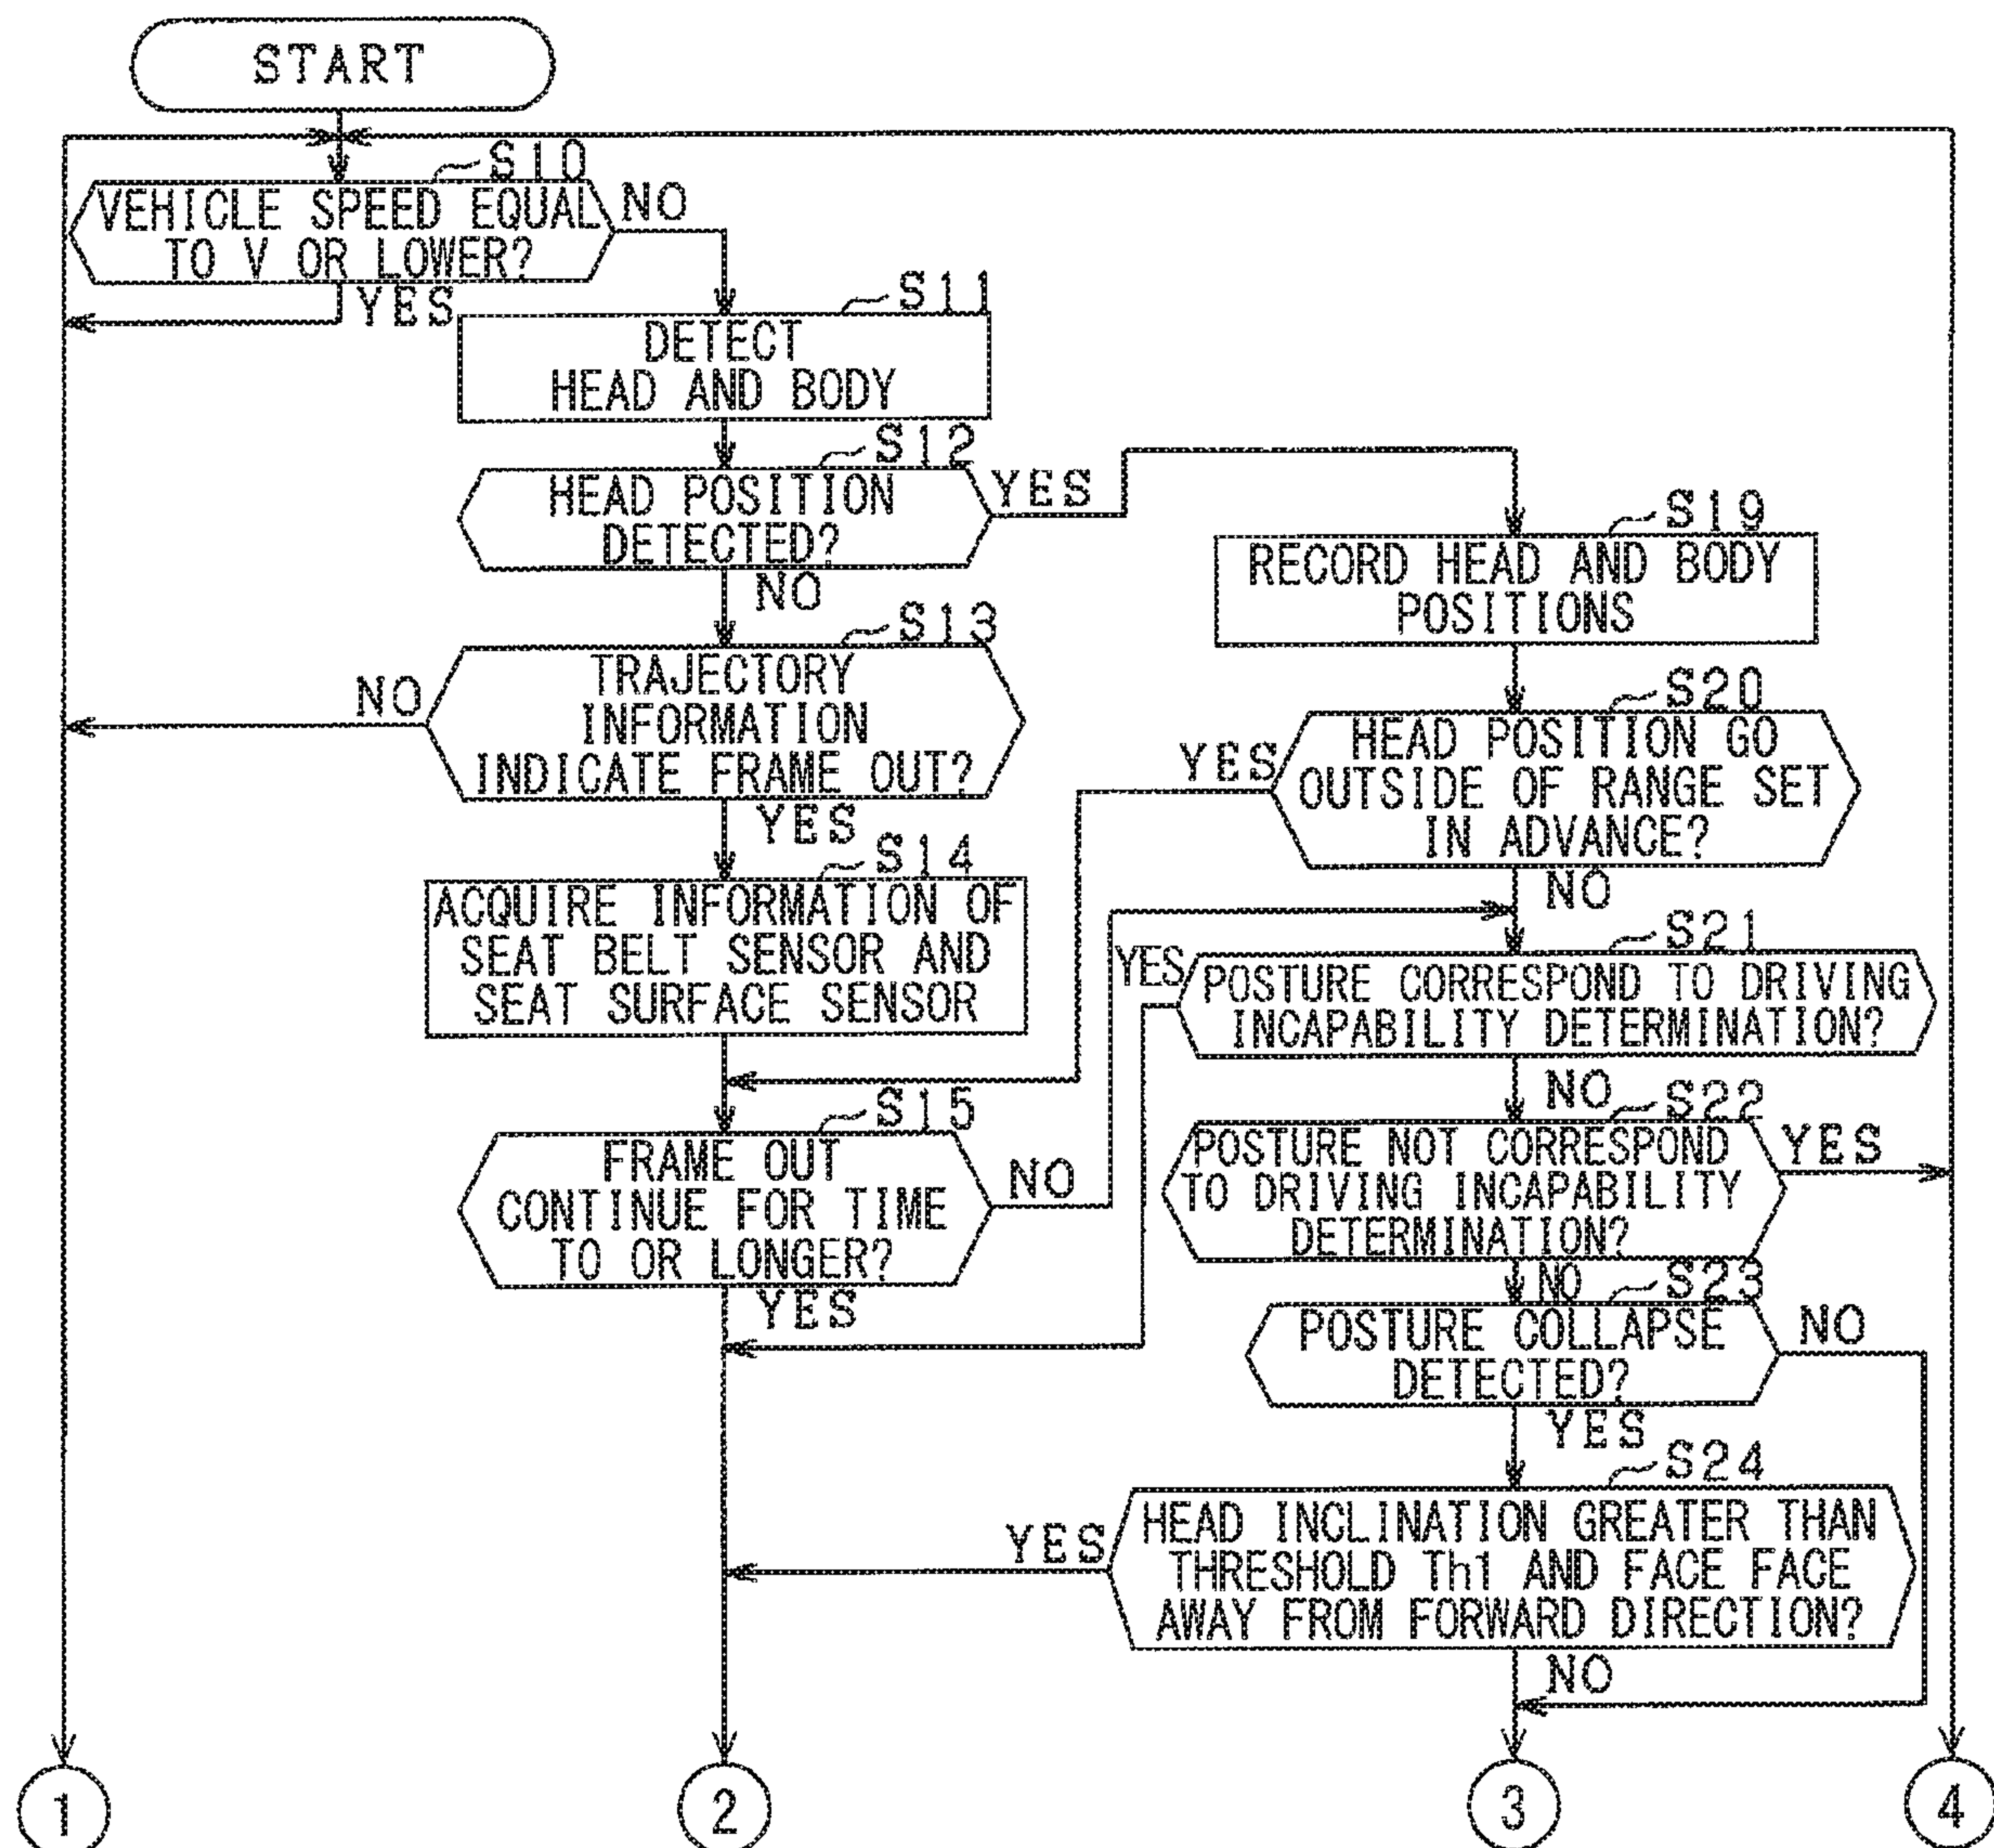 START
S10
VEHICLE SPEED EQUAL
TO V OR LOWER?
NO
YES
S11
DETECT
HEAD AND BODY
S12
HEAD POSITION
DETECTED?
YES
NO
S19
RECORD HEAD AND BODY
POSITIONS
S13
TRAJECTORY
INFORMATION
INDICATE FRAME OUT?
NO
YES
S20
HEAD POSITION GO
OUTSIDE OF RANGE SET
IN ADVANCE?
YES
NO
S14
ACQUIRE INFORMATION OF
SEAT BELT SENSOR AND
SEAT SURFACE SENSOR
S21
POSTURE CORRESPOND TO DRIVING
INCAPABILITY DETERMINATION?
YES
NO
S15
FRAME OUT
CONTINUE FOR TIME
TO OR LONGER?
NO
YES
S22
POSTURE NOT CORRESPOND
TO DRIVING INCAPABILITY
DETERMINATION?
YES
NO
S23
POSTURE COLLAPSE
DETECTED?
NO
YES
S24
HEAD INCLINATION GREATER THAN
THRESHOLD Th1 AND FACE FACE
AWAY FROM FORWARD DIRECTION?
YES
NO
1
2
3
4